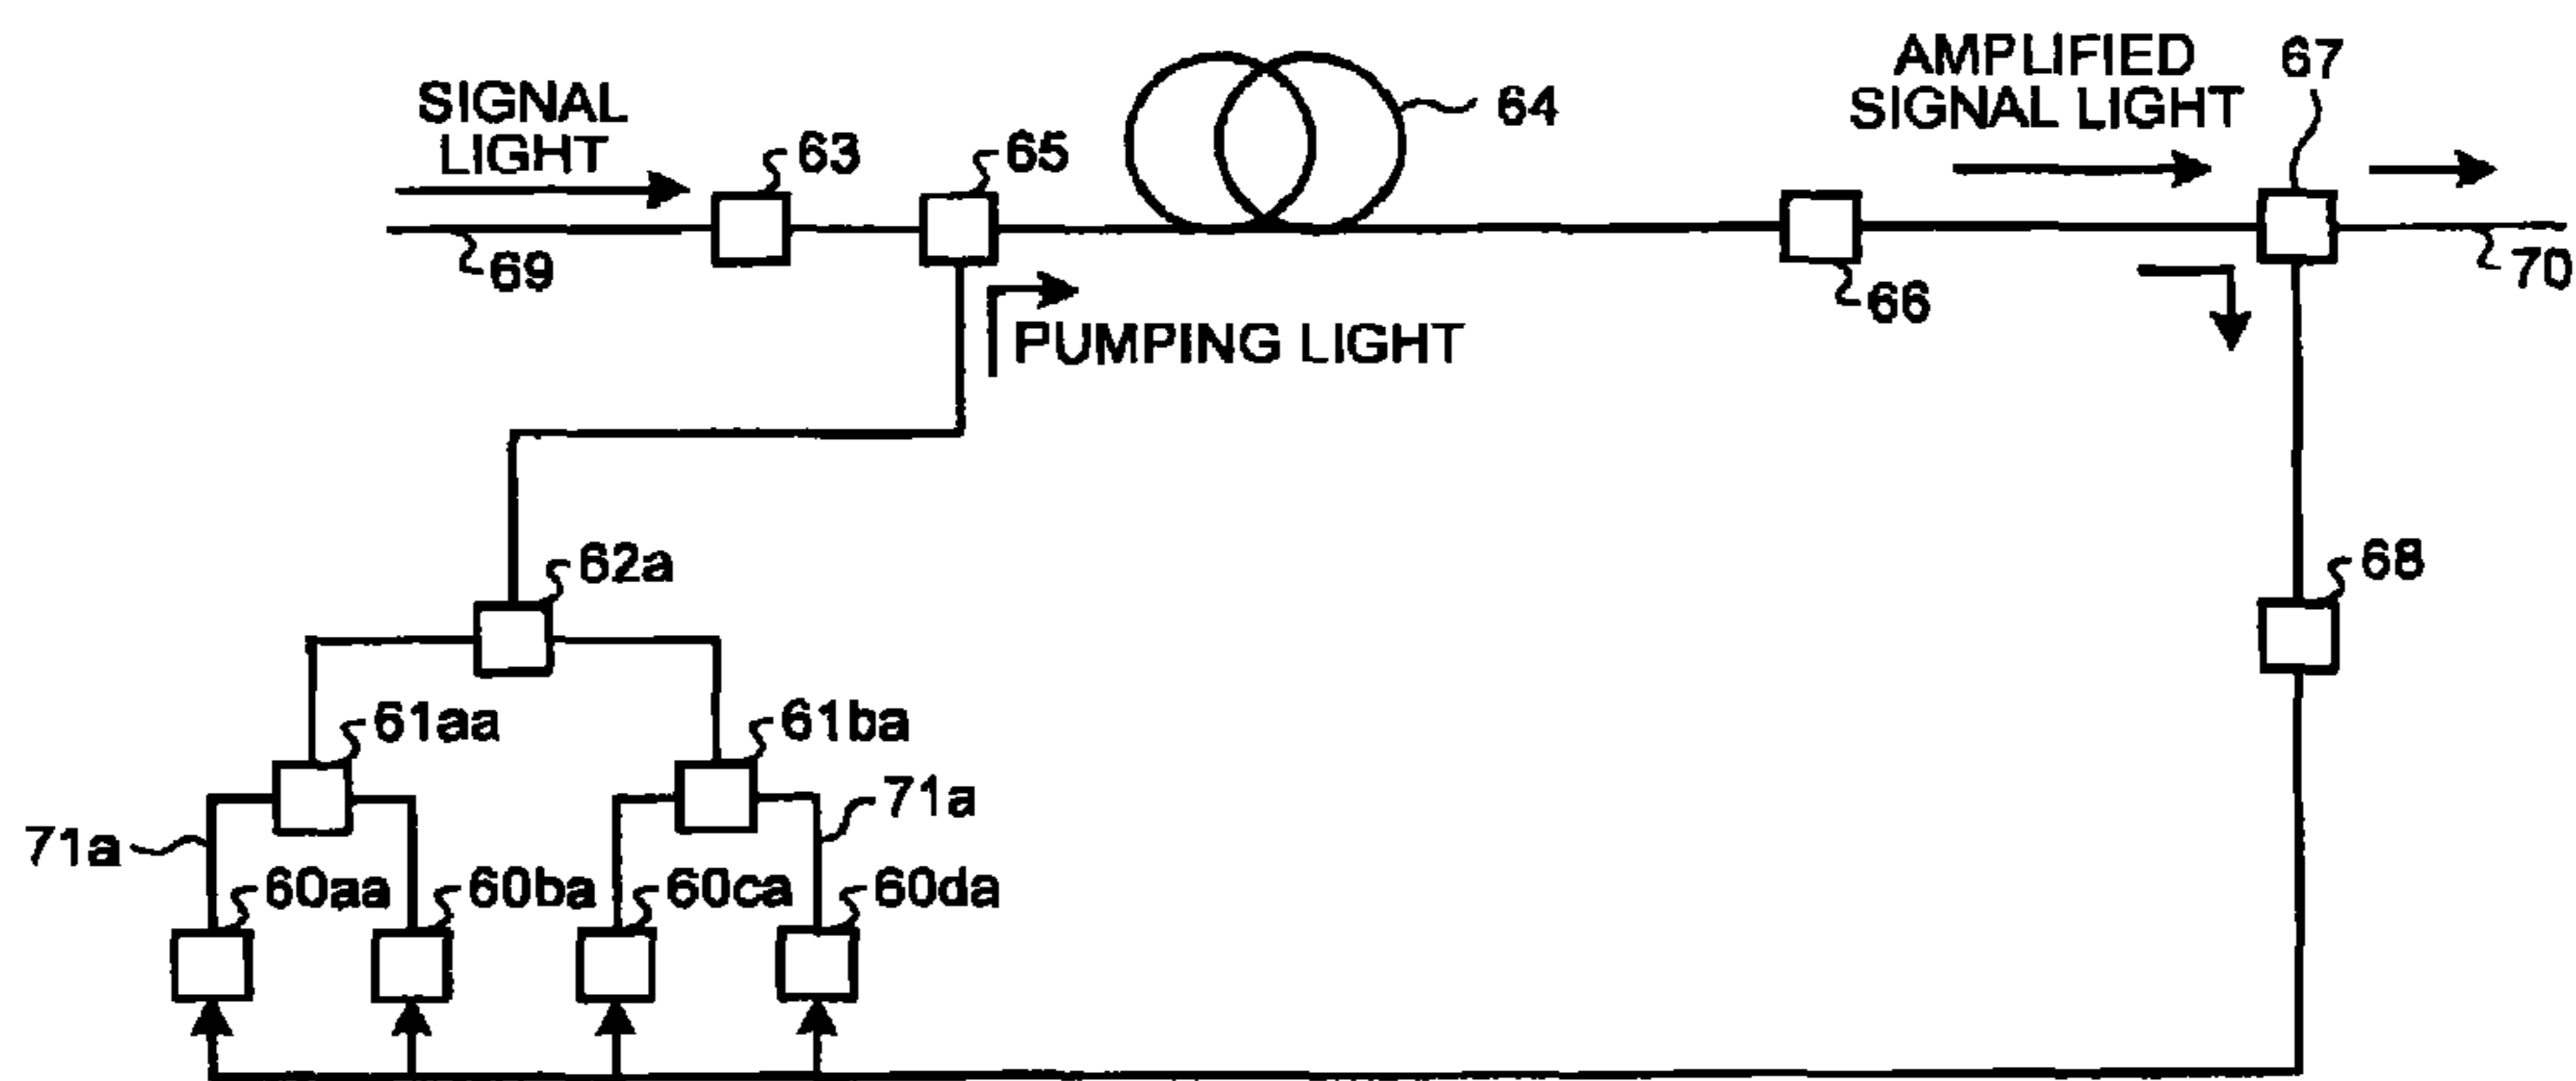 SIGNAL
LIGHT
AMPLIFIED
SIGNAL LIGHT
67
64
63
65
69
66
70
PUMPING LIGHT
62a
68
61aa
61ba
71a
71a
60aa
60ba
60ca
60da